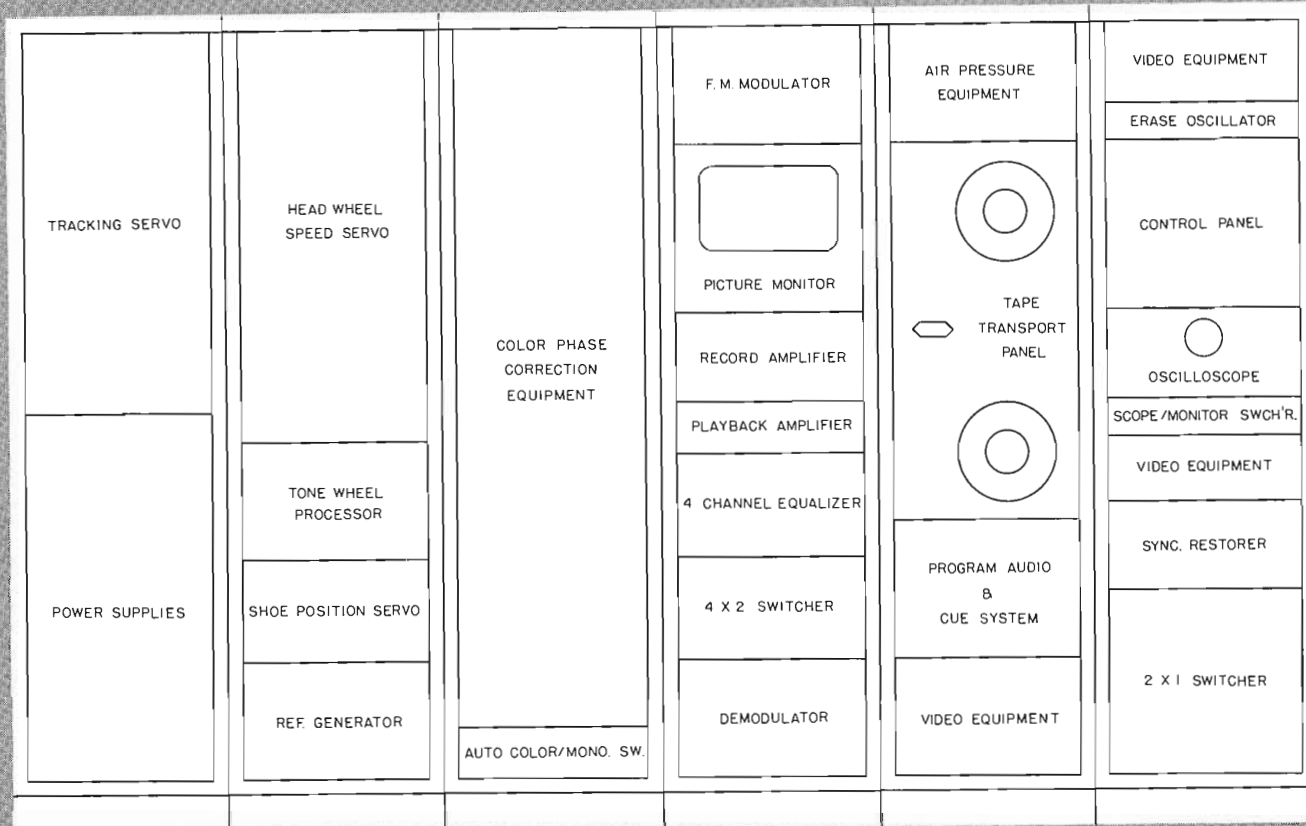 TRACKING SERVO
POWER SUPPLIES
HEAD WHEEL
SPEED SERVO
TONE WHEEL
PROCESSOR
SHOE POSITION SERVO
REF. GENERATOR
COLOR PHASE
CORRECTION
EQUIPMENT
AUTO COLOR/MONO. SW.
F. M. MODULATOR
PICTURE MONITOR
RECORD AMPLIFIER
PLAYBACK AMPLIFIER
4 CHANNEL EQUALIZER
4 X 2 SWITCHER
DEMODULATOR
AIR PRESSURE
EQUIPMENT
TAPE
TRANSPORT
PANEL
PROGRAM AUDIO
&
CUE SYSTEM
VIDEO EQUIPMENT
VIDEO EQUIPMENT
ERASE OSCILLATOR
CONTROL PANEL
OSCILLOSCOPE
SCOPE/MONITOR SWCH'R.
VIDEO EQUIPMENT
SYNC. RESTORER
2 X 1 SWITCHER